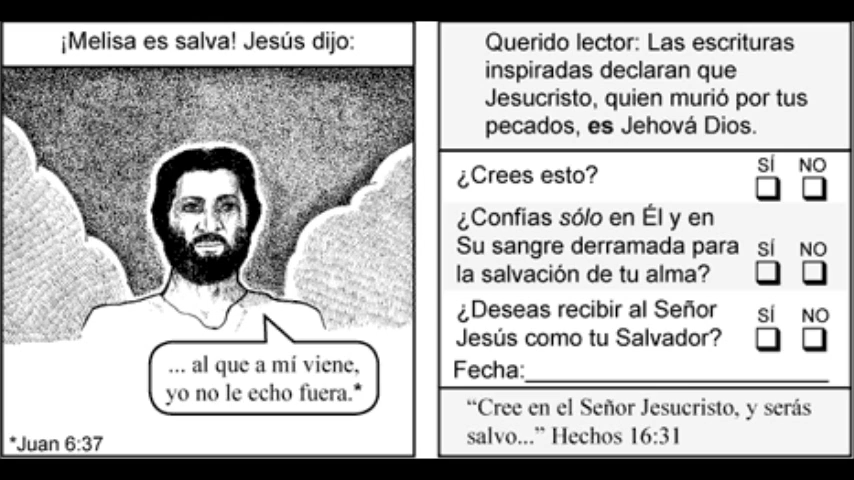 ¡Melisa es salva! Jesús dijo:
... al que a mí viene,
yo no le echo fuera.*
*Juan 6:37
Querido lector: Las escrituras
inspiradas declaran que
Jesucristo, quien murió por tus
pecados, es Jehová Dios.
¿Crees esto?
SÍ NO
¿Confías sólo en Él y en
Su sangre derramada para
la salvación de tu alma?
SÍ NO
¿Deseas recibir al Señor
Jesús como tu Salvador?
SÍ NO
Fecha:
“Cree en el Señor Jesucristo, y serás
salvo...” Hechos 16:31